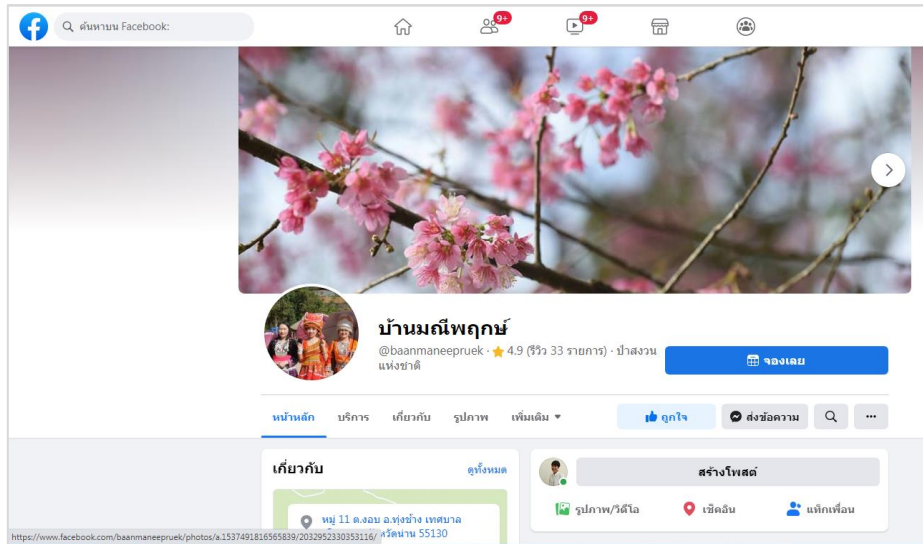 ค้นหาบน Facebook:
9+
9+
บ้านมณีพฤกษ์
@baanmaneepruek · 4.9 (รีวิว 33 รายการ) · ป่าสงวน
แห่งชาติ
จองเลย
หน้าหลัก บริการ เกี่ยวกับ รูปภาพ เพิ่มเติม
ถูกใจ ส่งข้อความ
เกี่ยวกับ ดูทั้งหมด
สร้างโพสต์
รูปภาพ/วิดีโอ เช็คอิน แท็กเพื่อน
หมู่ 11 ต.งอบ อ.ทุ่งช้าง เทศบาล
55130
https://www.facebook.com/baanmaneepruek/photos/a.1537491816565839/2032952330353116/